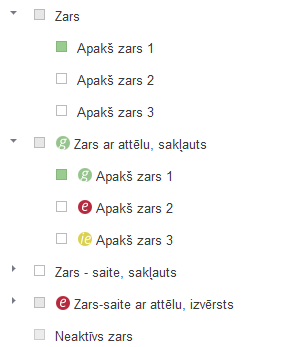 Zars
Apakš zars 1
Apakš zars 2
Apakš zars 3
g Zars ar attēlu, sakļauts
g Apakš zars 1
e Apakš zars 2
ie Apakš zars 3
Zars - saite, sakļauts
e Zars-saite ar attēlu, izvērsts
Neaktīvs zars